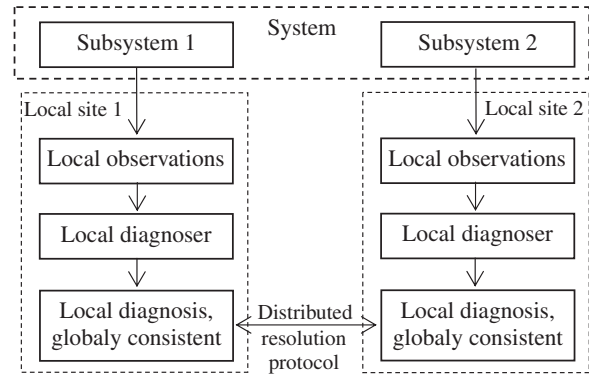 System
Subsystem 1
Subsystem 2
Local site 1
Local site 2
Local observations
Local observations
Local diagnoser
Local diagnoser
Local diagnosis,
globaly consistent
Distributed
resolution
protocol
Local diagnosis,
globaly consistent